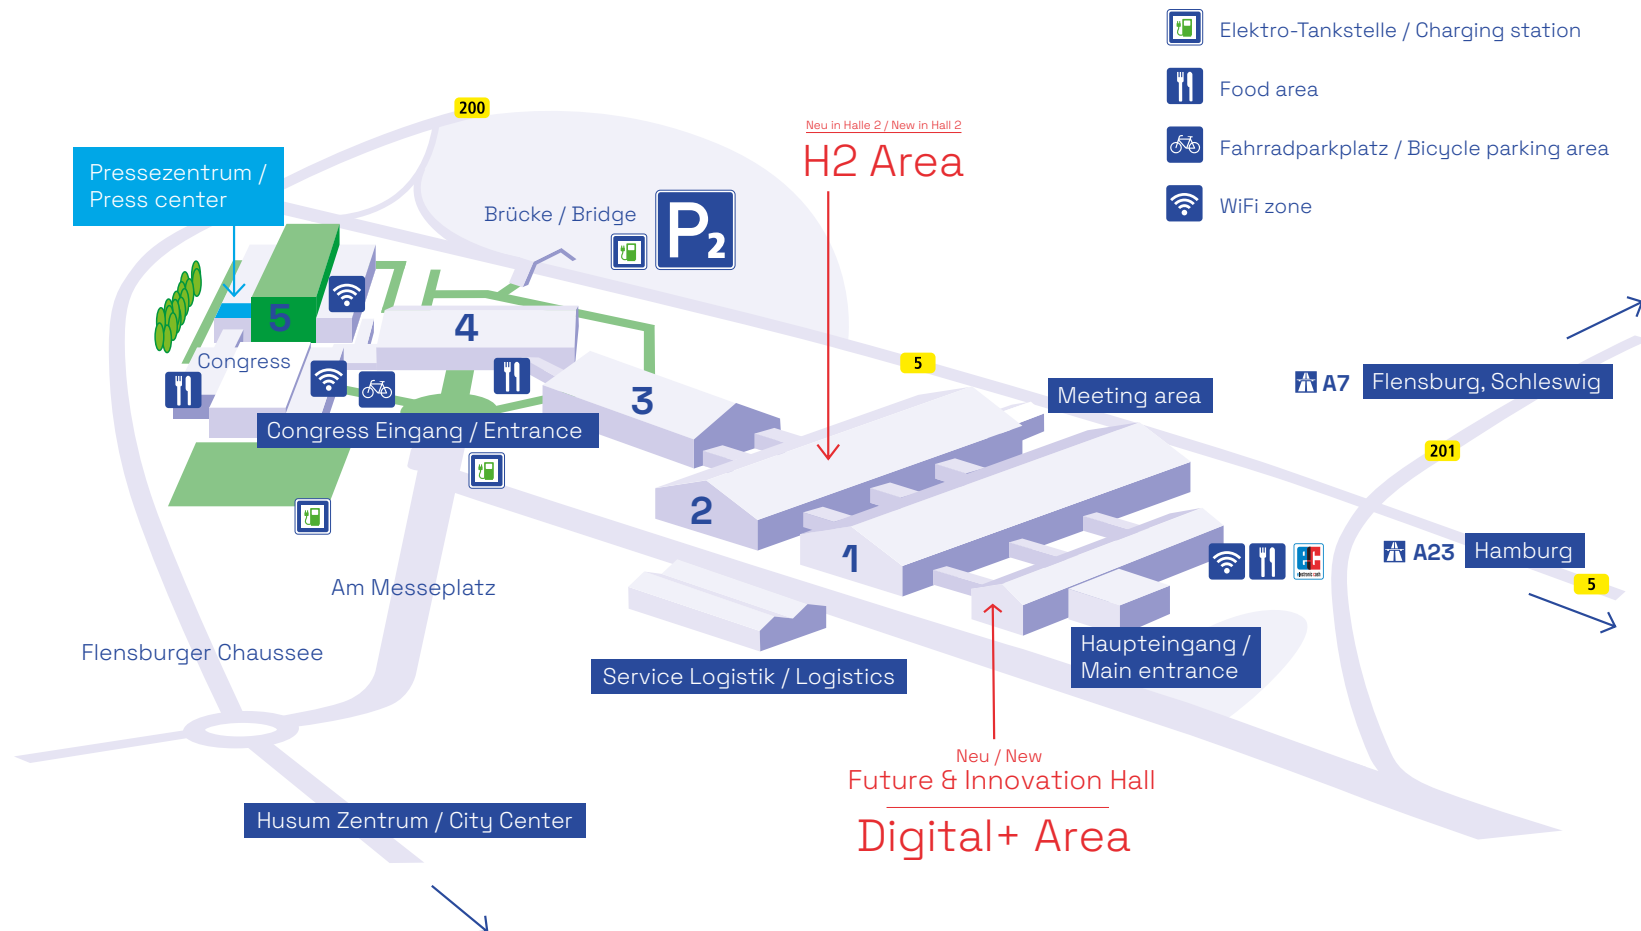 Elektro-Tankstelle / Charging station
Food area
Fahrradparkplatz / Bicycle parking area
WiFi zone
200
Neu in Halle 2 / New in Hall 2
H2 Area
Pressezentrum /
Press center
Brücke / Bridge
P2
5
4
Congress
3
5
Meeting area
A7
Flensburg, Schleswig
Congress Eingang / Entrance
201
2
1
A23
Hamburg
EC
electronic cash
5
Am Messeplatz
Flensburger Chaussee
Service Logistik / Logistics
Haupteingang /
Main entrance
Neu / New
Future & Innovation Hall
Digital+ Area
Husum Zentrum / City Center